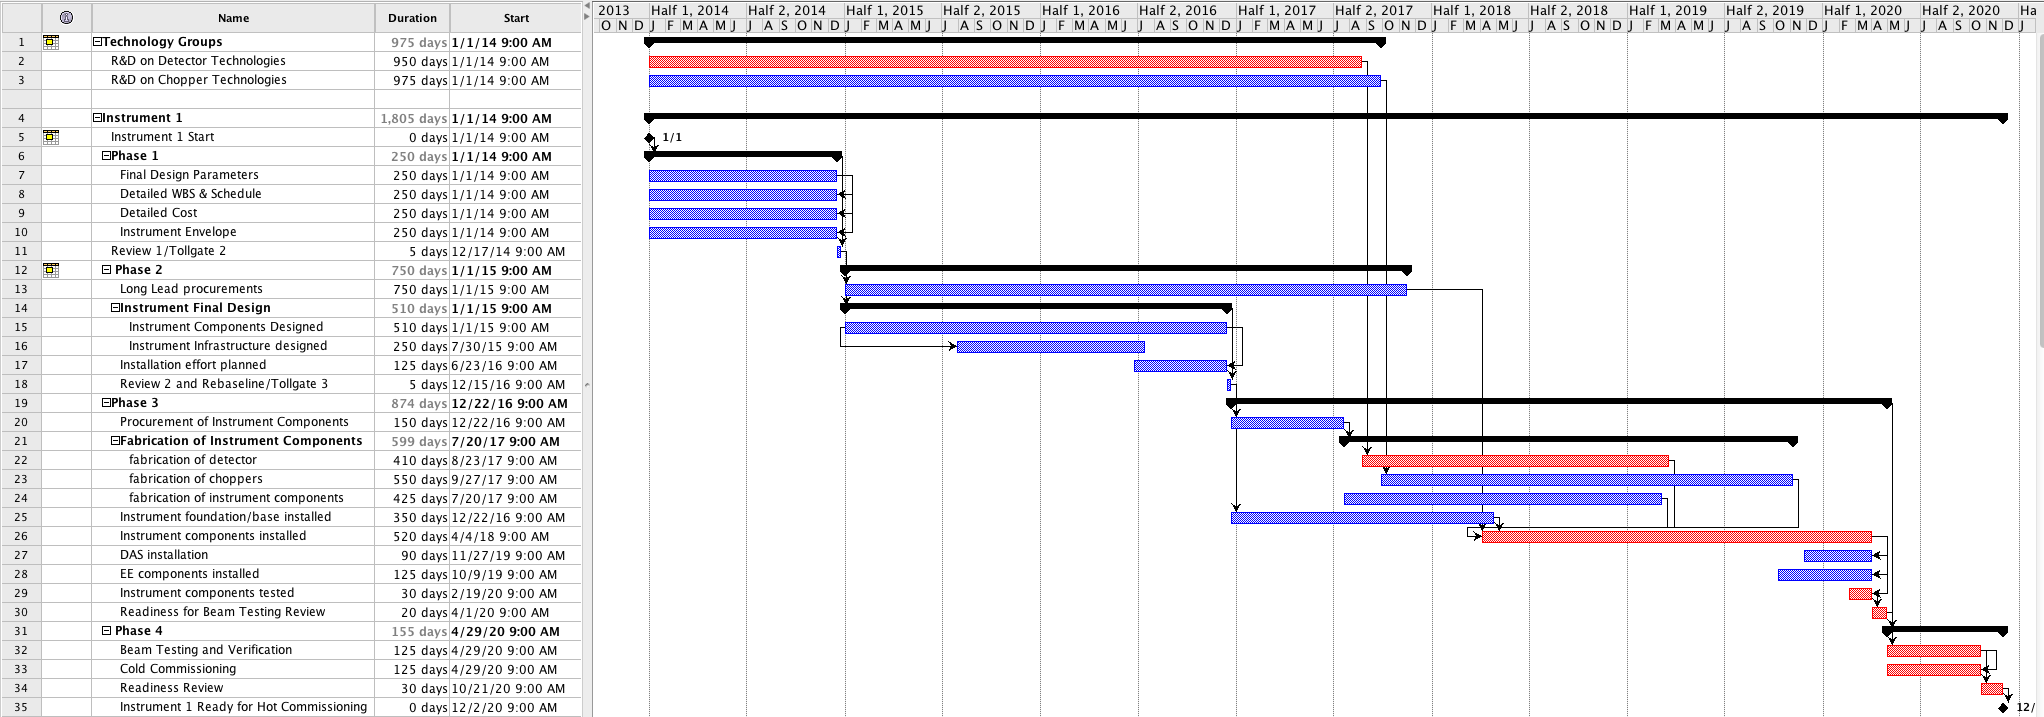 Name Duration Start
2013 Half 1, 2014 Half 2, 2014 Half 1, 2015 Half 2, 2015 Half 1, 2016 Half 2, 2016 Half 1, 2017 Half 2, 2017 Half 1, 2018 Half 2, 2018 Half 1, 2019 Half 2, 2019 Half 1, 2020 Half 2, 2020 Ha
O N D J F M A M J J A S O N D J F M A M J J A S O N D J F M A M J J A S O N D J F M A M J J A S O N D J F M A M J J A S O N D J F M A M J J A S O N D J F M A M J J A S O N D J
1 Technology Groups 975 days 1/1/14 9:00 AM
2 R&D on Detector Technologies 950 days 1/1/14 9:00 AM
3 R&D on Chopper Technologies 975 days 1/1/14 9:00 AM
4 Instrument 1 1,805 days 1/1/14 9:00 AM
5 Instrument 1 Start 0 days 1/1/14 9:00 AM 1/1
6 Phase 1 250 days 1/1/14 9:00 AM
7 Final Design Parameters 250 days 1/1/14 9:00 AM
8 Detailed WBS & Schedule 250 days 1/1/14 9:00 AM
9 Detailed Cost 250 days 1/1/14 9:00 AM
10 Instrument Envelope 250 days 1/1/14 9:00 AM
11 Review 1/Tollgate 2 5 days 12/17/14 9:00 AM
12 Phase 2 750 days 1/1/15 9:00 AM
13 Long Lead procurements 750 days 1/1/15 9:00 AM
14 Instrument Final Design 510 days 1/1/15 9:00 AM
15 Instrument Components Designed 510 days 1/1/15 9:00 AM
16 Instrument Infrastructure designed 250 days 7/30/15 9:00 AM
17 Installation effort planned 125 days 6/23/16 9:00 AM
18 Review 2 and Rebaseline/Tollgate 3 5 days 12/15/16 9:00 AM
19 Phase 3 874 days 12/22/16 9:00 AM
20 Procurement of Instrument Components 150 days 12/22/16 9:00 AM
21 Fabrication of Instrument Components 599 days 7/20/17 9:00 AM
22 fabrication of detector 410 days 8/23/17 9:00 AM
23 fabrication of choppers 550 days 9/27/17 9:00 AM
24 fabrication of instrument components 425 days 7/20/17 9:00 AM
25 Instrument foundation/base installed 350 days 12/22/16 9:00 AM
26 Instrument components installed 520 days 4/4/18 9:00 AM
27 DAS installation 90 days 11/27/19 9:00 AM
28 EE components installed 125 days 10/9/19 9:00 AM
29 Instrument components tested 30 days 2/19/20 9:00 AM
30 Readiness for Beam Testing Review 20 days 4/1/20 9:00 AM
31 Phase 4 155 days 4/29/20 9:00 AM
32 Beam Testing and Verification 125 days 4/29/20 9:00 AM
33 Cold Commissioning 125 days 4/29/20 9:00 AM
34 Readiness Review 30 days 10/21/20 9:00 AM
35 Instrument 1 Ready for Hot Commissioning 0 days 12/2/20 9:00 AM 12/